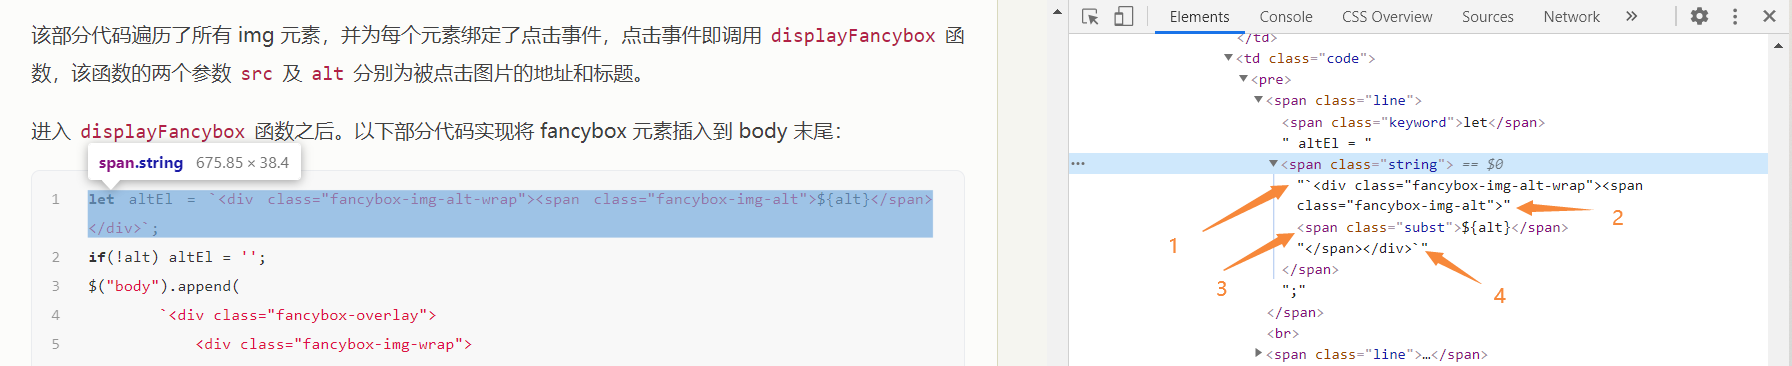 该部分代码遍历了所有 img 元素，并为每个元素绑定了点击事件，点击事件即调用 displayFancybox 函
数，该函数的两个参数 src 及 alt 分别为被点击图片的地址和标题。
进入 displayFancybox 函数之后。以下部分代码实现将 fancybox 元素插入到 body 末尾：
span.string 675.85 × 38.4
1 let altEl = `<div class="fancybox-img-alt-wrap"><span class="fancybox-img-alt">${alt}</span>
</div>`;
2 if(!alt) altEl = '';
3 $("body").append(
4 `<div class="fancybox-overlay">
5 <div class="fancybox-img-wrap">
Elements Console CSS Overview Sources Network »
</td>
▼<td class="code">
▼<pre>
▼<span class="line">
<span class="keyword">let</span>
" altEl = "
••• ▼<span class="string"> == $0
"`<div class="fancybox-img-alt-wrap"><span
class="fancybox-img-alt">"
<span class="subst">${alt}</span>
"</span></div>`"
</span>
";"
</span>
<br>
▶<span class="line">…</span>
1
2
3
4